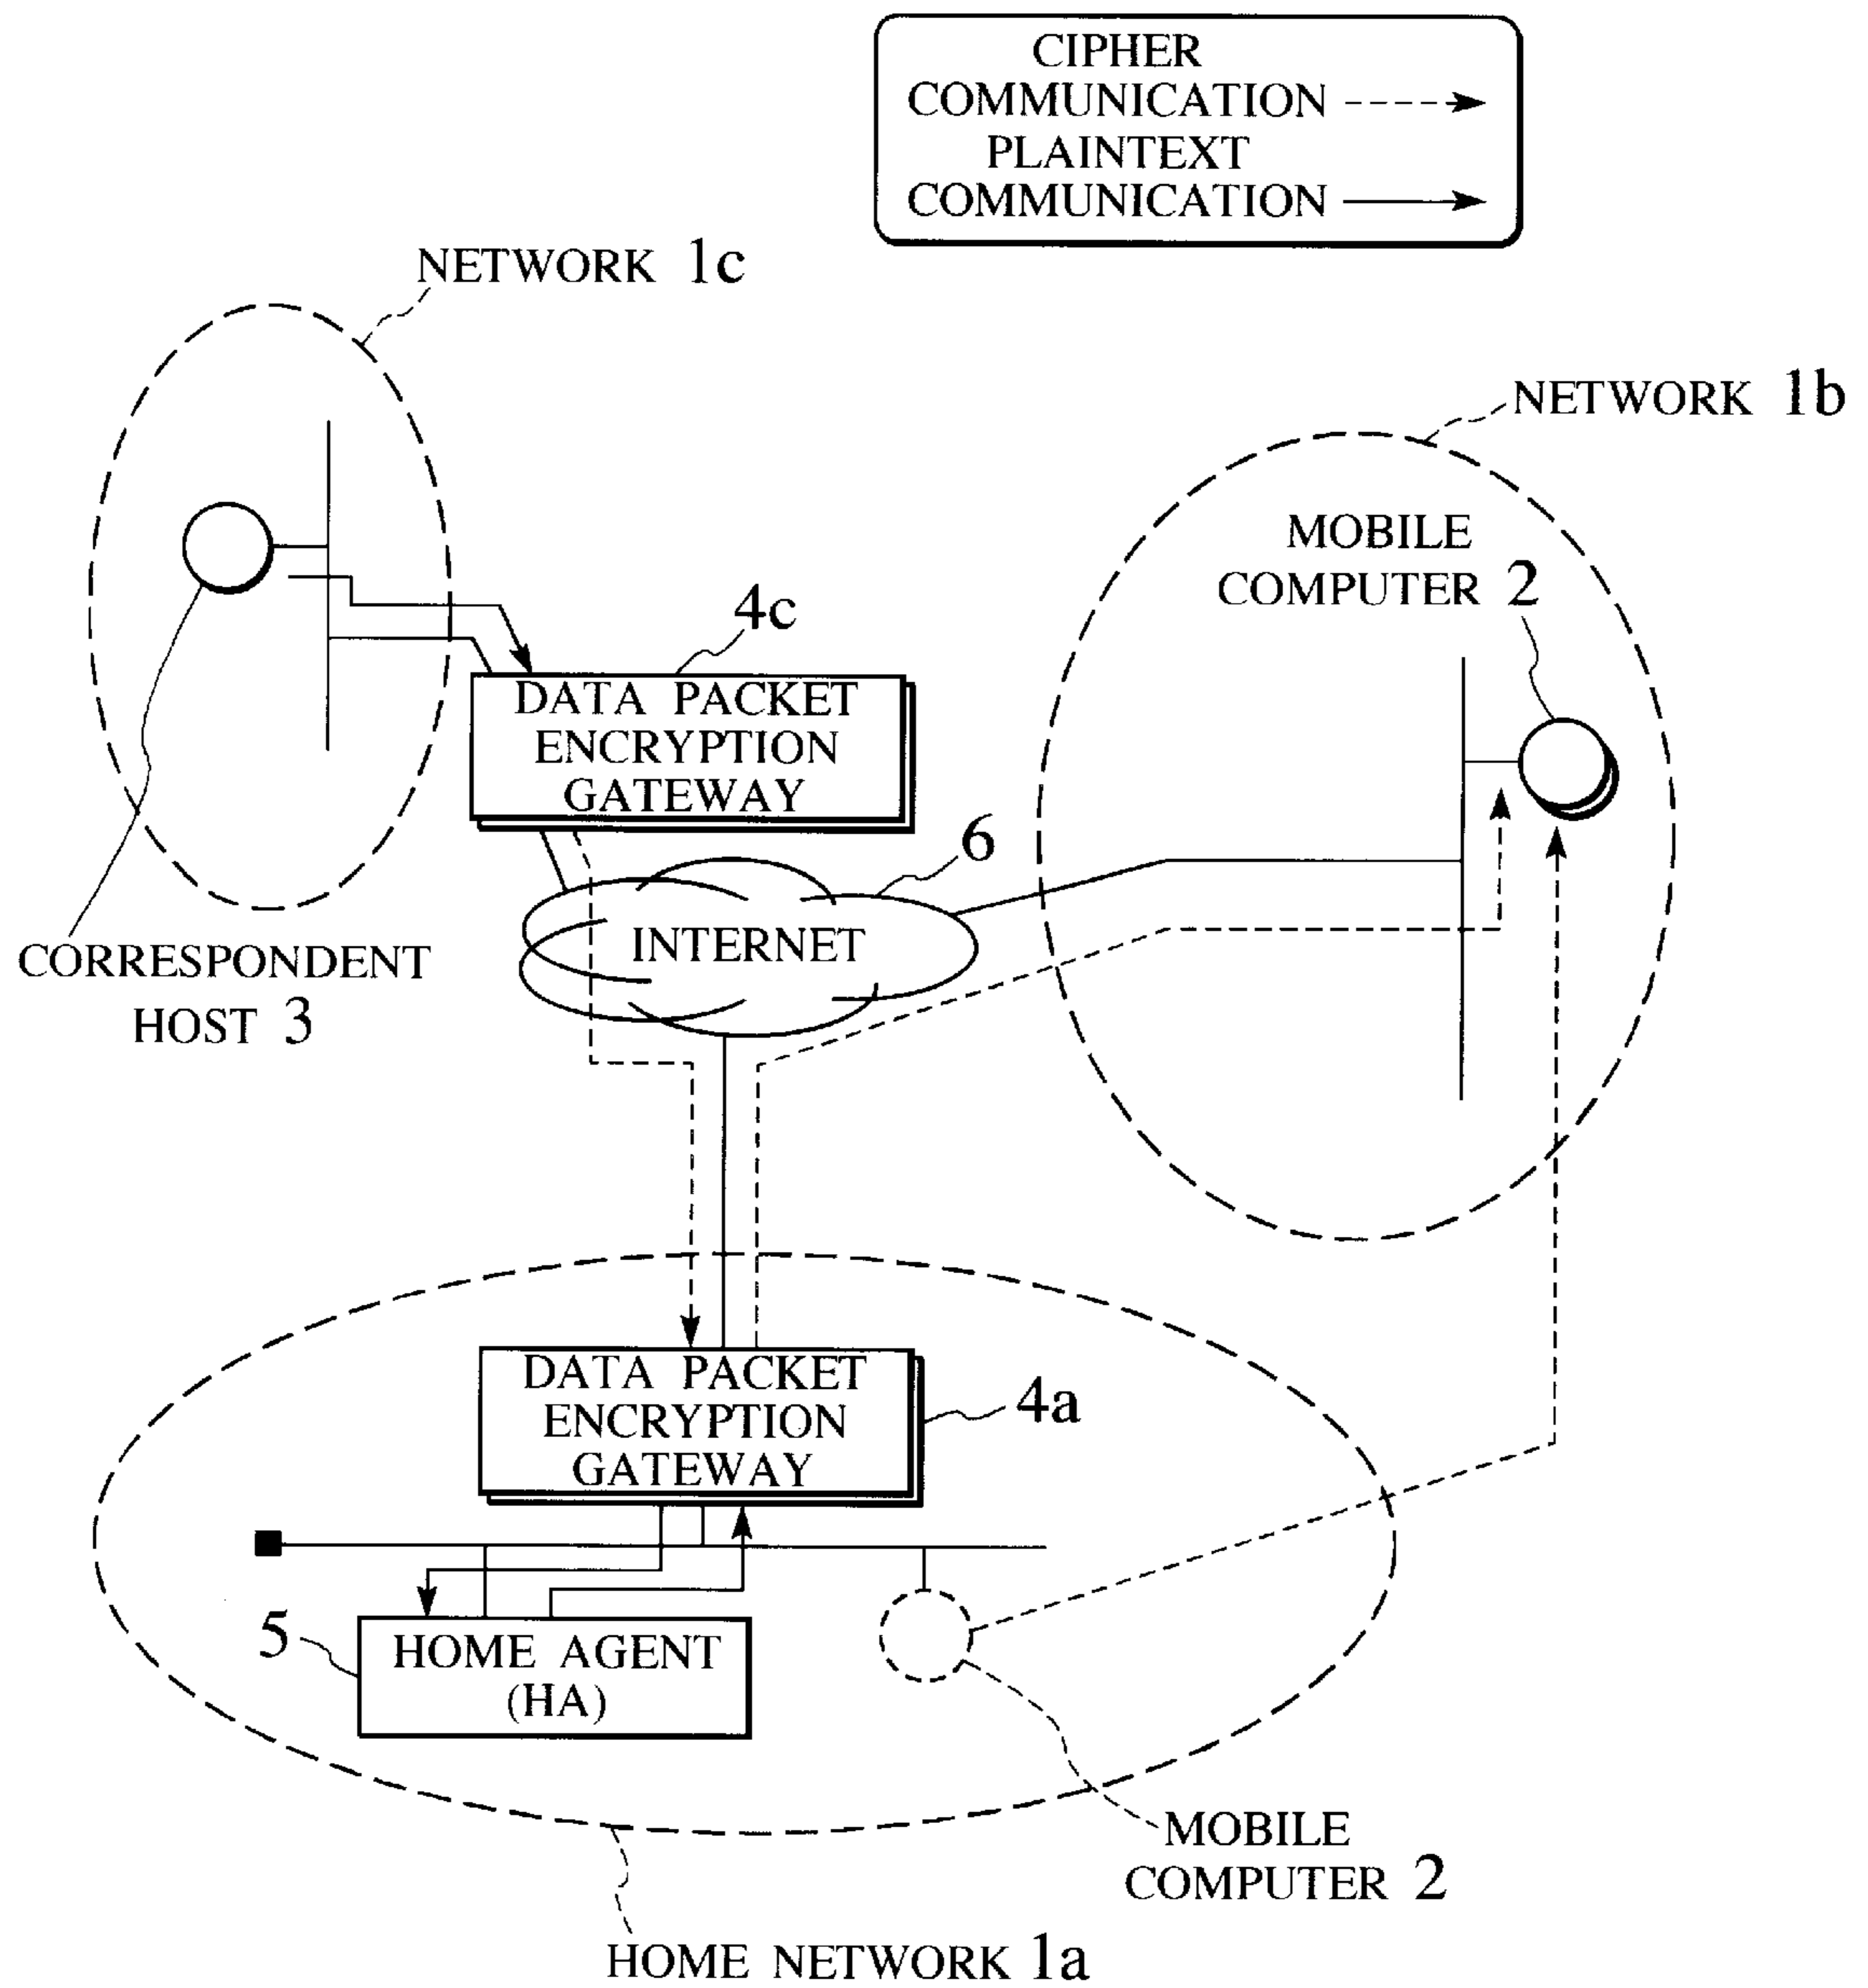 CIPHER
COMMUNICATION
PLAINTEXT
COMMUNICATION
NETWORK 1c
NETWORK 1b
MOBILE
COMPUTER 2
4c
DATA PACKET
ENCRYPTION
GATEWAY
6
INTERNET
CORRESPONDENT
HOST 3
DATA PACKET
ENCRYPTION
GATEWAY
4a
5
HOME AGENT
(HA)
MOBILE
COMPUTER 2
HOME NETWORK 1a